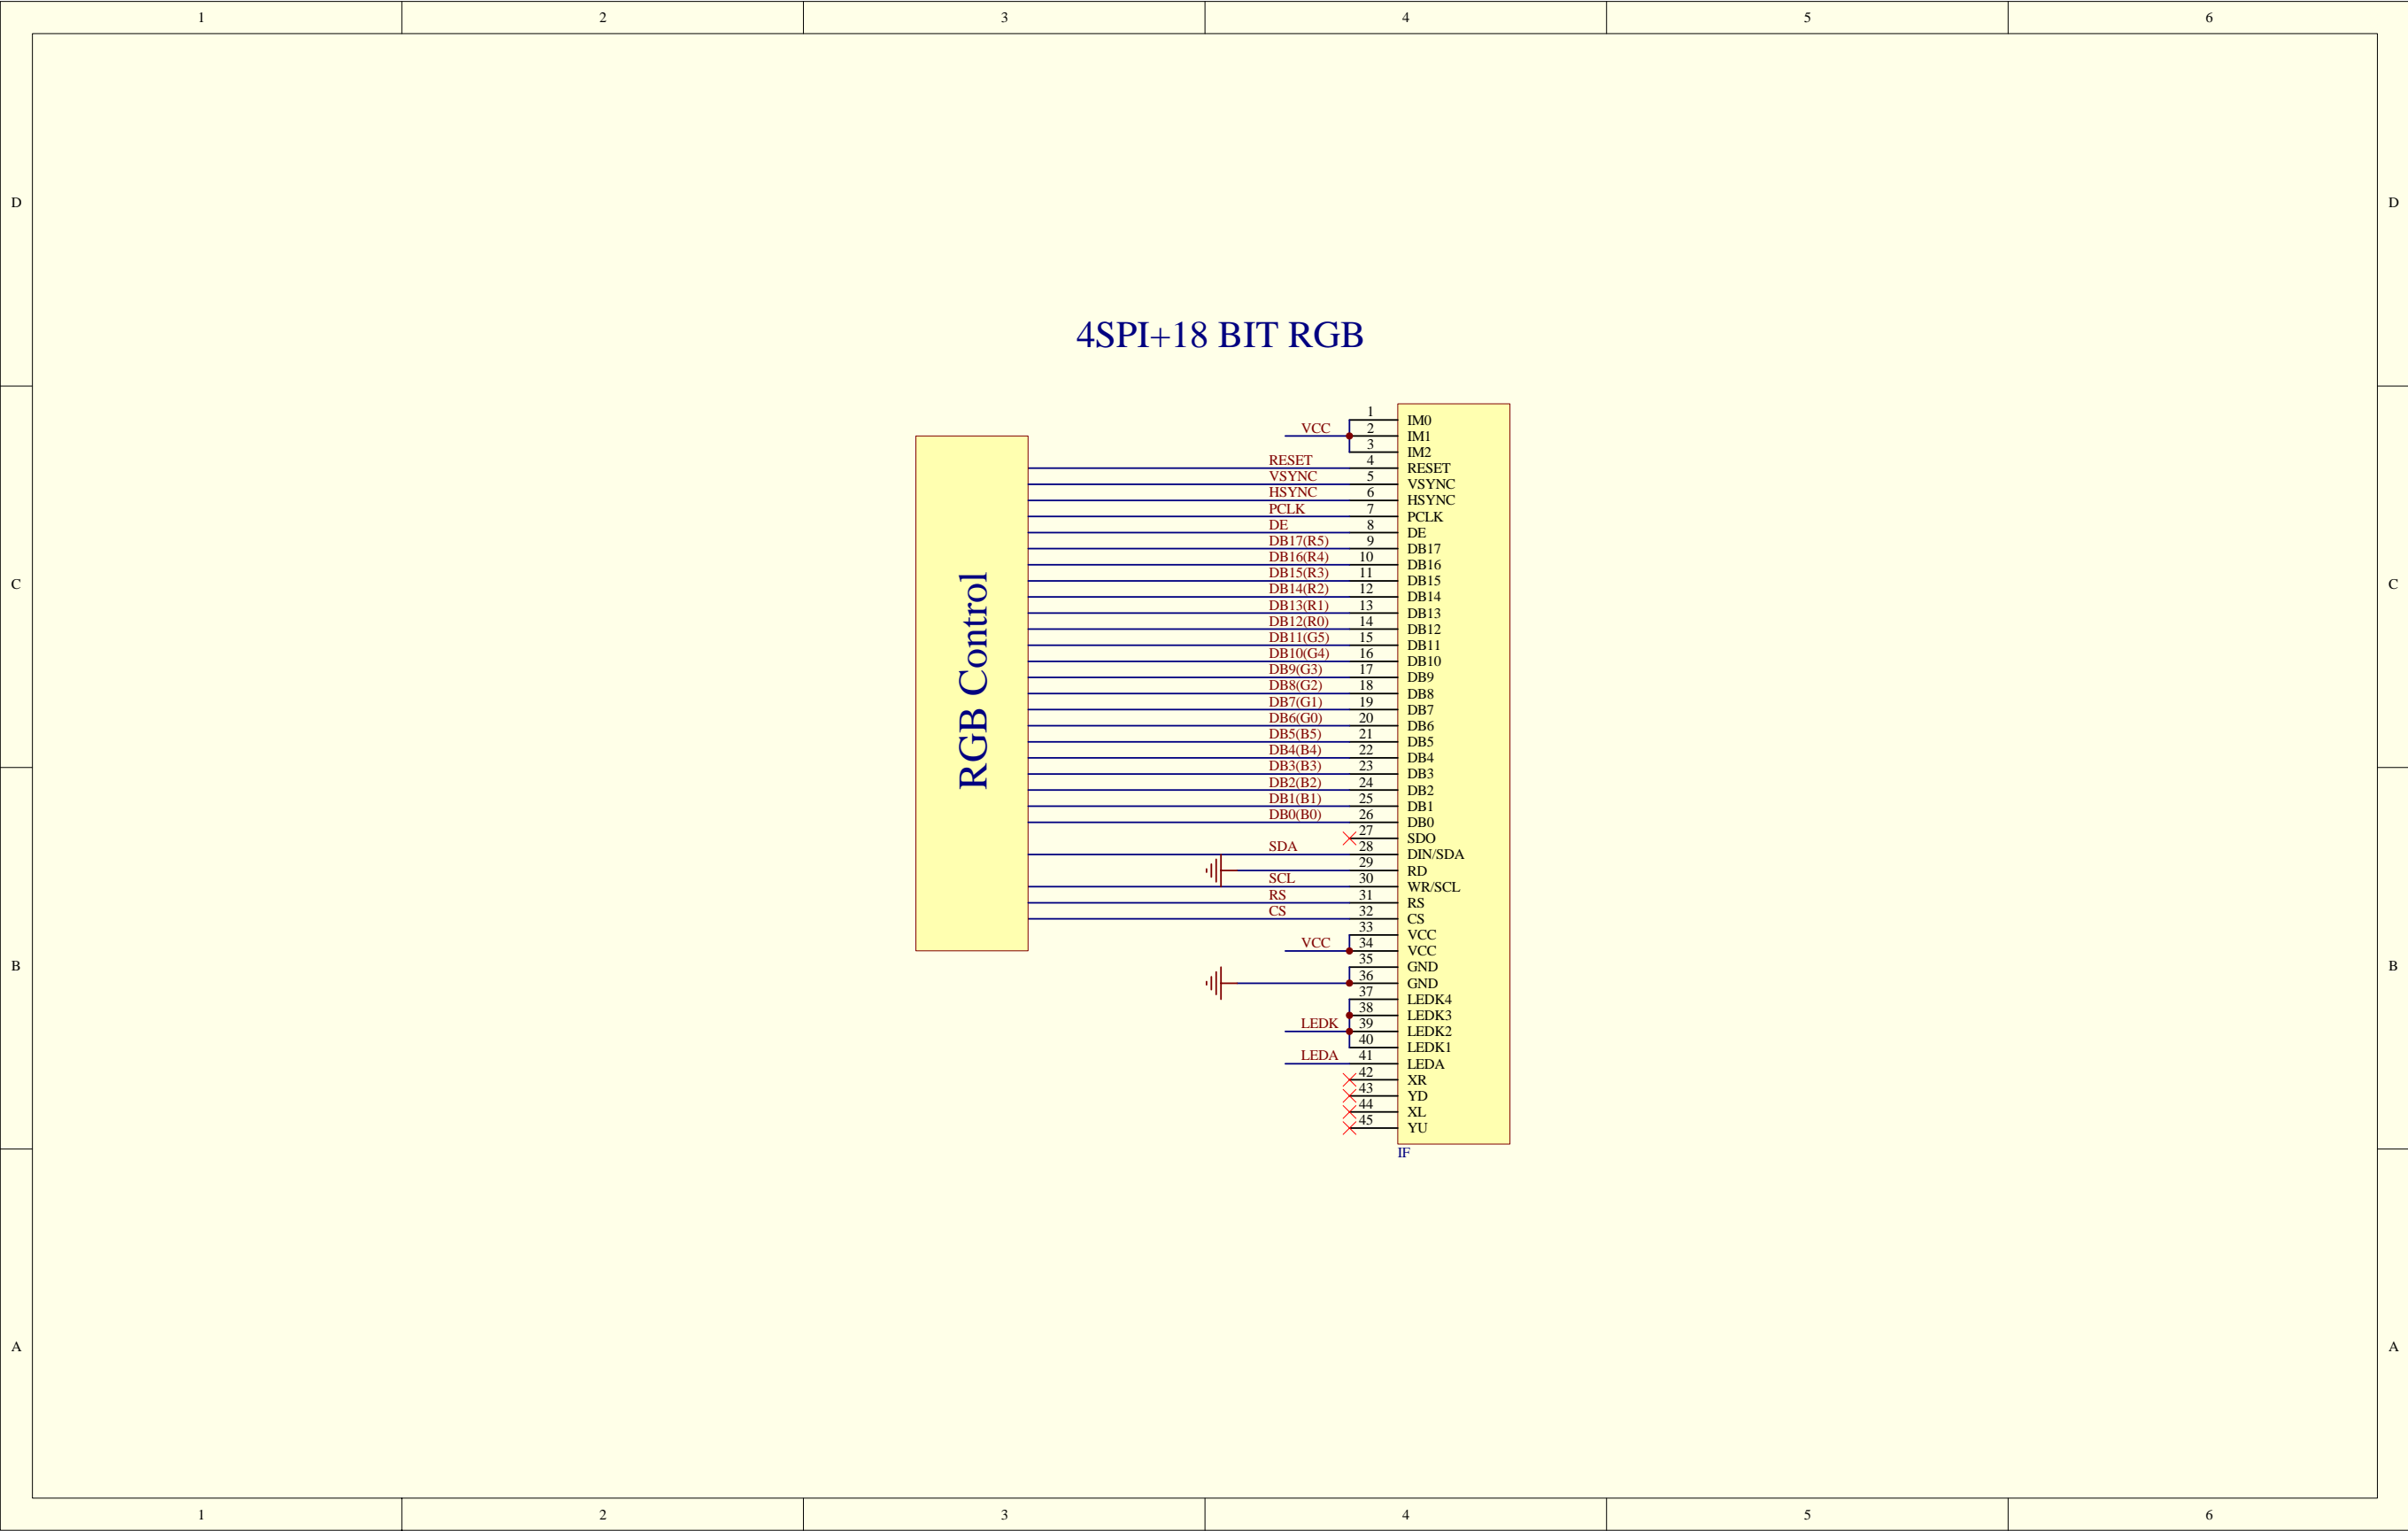 1 2 3 4 5 6
D D
4SPI+18 BIT RGB
C C
RGB Control
1 IM0
VCC 2 IM1
3 IM2
RESET 4 RESET
VSYNC 5 VSYNC
HSYNC 6 HSYNC
PCLK 7 PCLK
DE 8 DE
DB17(R5) 9 DB17
DB16(R4) 10 DB16
DB15(R3) 11 DB15
DB14(R2) 12 DB14
DB13(R1) 13 DB13
DB12(R0) 14 DB12
DB11(G5) 15 DB11
DB10(G4) 16 DB10
DB9(G3) 17 DB9
DB8(G2) 18 DB8
DB7(G1) 19 DB7
DB6(G0) 20 DB6
DB5(B5) 21 DB5
DB4(B4) 22 DB4
DB3(B3) 23 DB3
DB2(B2) 24 DB2
DB1(B1) 25 DB1
DB0(B0) 26 DB0
27 SDO
SDA 28 DIN/SDA
29 RD
SCL 30 WR/SCL
RS 31 RS
CS 32 CS
33 VCC
VCC 34 VCC
35 GND
36 GND
37 LEDK4
38 LEDK3
LEDK 39 LEDK2
40 LEDK1
LEDA 41 LEDA
42 XR
43 YD
44 XL
45 YU
IF
B B
A A
1 2 3 4 5 6